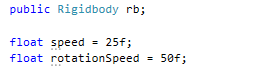 public Rigidbody rb;
float speed = 25f;
float rotationSpeed = 50f;